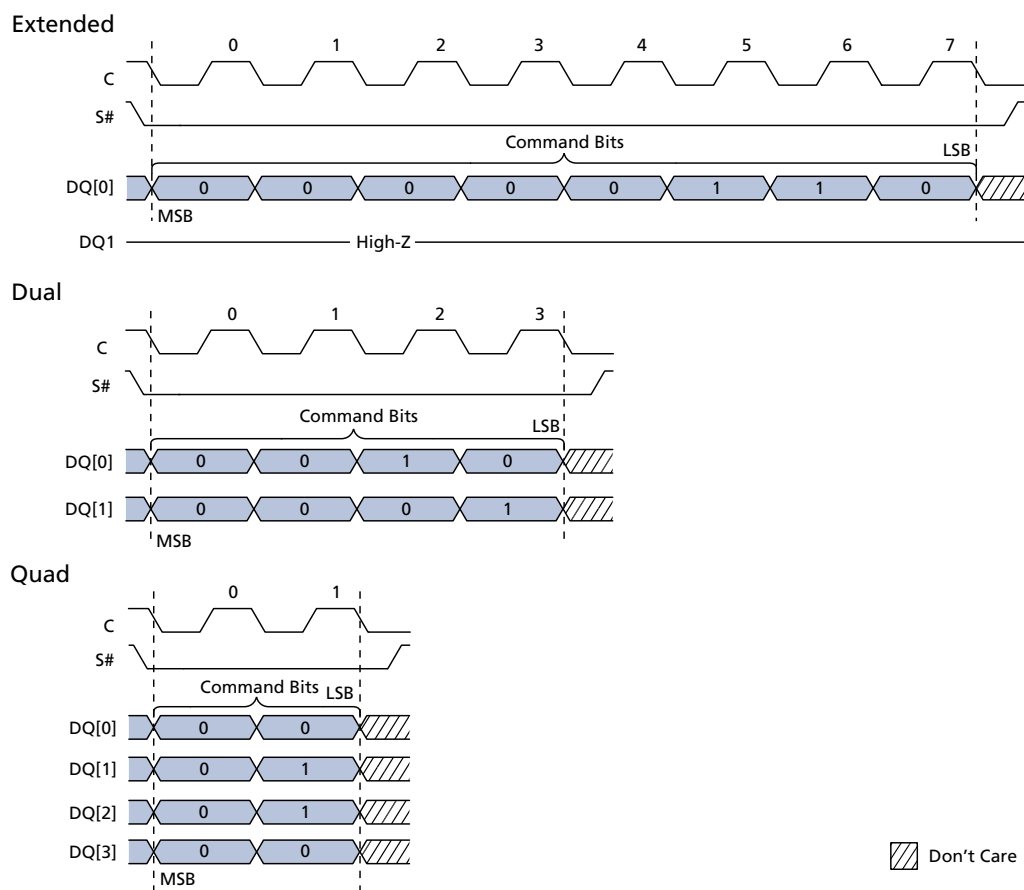 Extended
0 1 2 3 4 5 6 7
C
S#
Command Bits
LSB
DQ[0] 0 0 0 0 0 1 1 0
MSB
DQ1 High-Z
Dual
0 1 2 3
C
S#
Command Bits
LSB
DQ[0] 0 0 1 0
DQ[1] 0 0 0 1
MSB
Quad
0 1
C
S#
Command Bits LSB
DQ[0] 0 0
DQ[1] 0 1
DQ[2] 0 1
DQ[3] 0 0
MSB
Don't Care